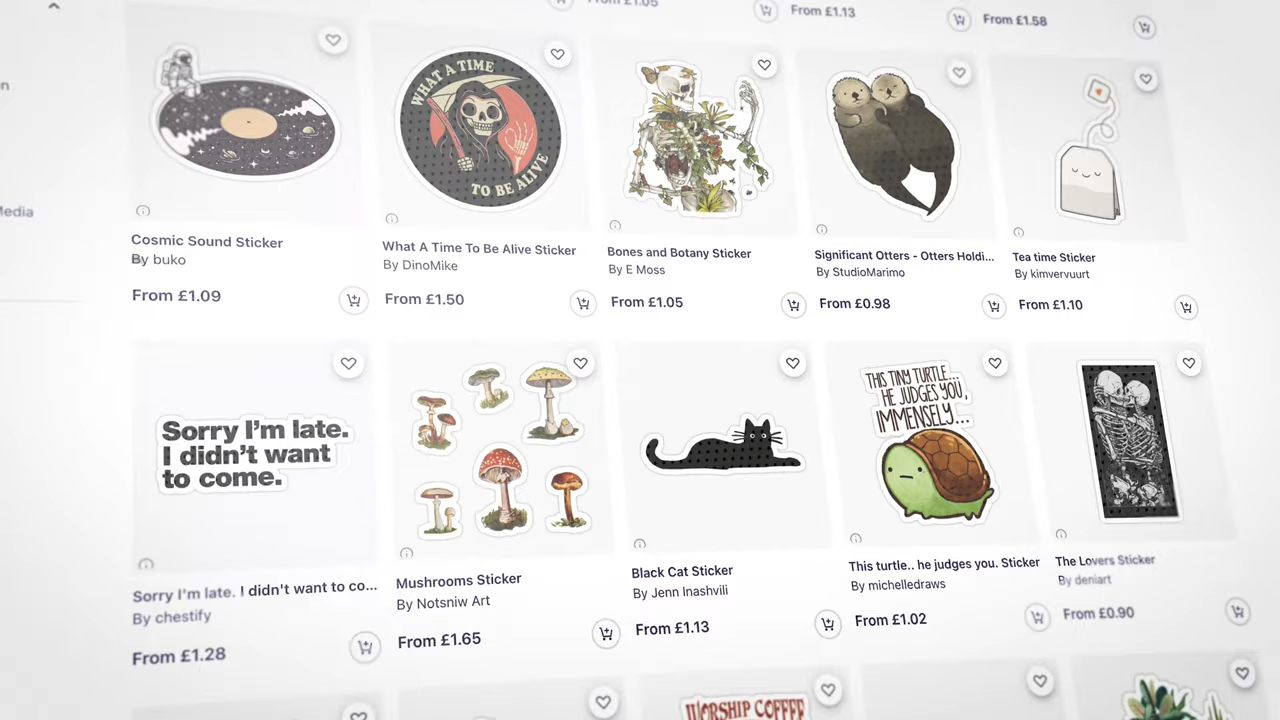 From £1.05
From £1.13
From £1.58
WHAT A TIME
TO BE ALIVE
Cosmic Sound Sticker
By buko
From £1.09
What A Time To Be Alive Sticker
By DinoMike
From £1.50
Bones and Botany Sticker
By E Moss
From £1.05
Significant Otters - Otters Holdi...
By StudioMarimo
From £0.98
Tea time Sticker
By kimvervuurt
From £1.10
Media
Sorry I'm late.
I didn't want
to come.
THIS TINY TURTLE...
HE JUDGES YOU,
IMMENSELY...
Sorry I'm late. I didn't want to co...
By chestify
From £1.28
Mushrooms Sticker
By Notsniw Art
From £1.65
Black Cat Sticker
By Jenn Inashvili
From £1.13
This turtle.. he judges you. Sticker
By michelledraws
From £1.02
The Lovers Sticker
By deniart
From £0.90
WORSHIP COFFEE